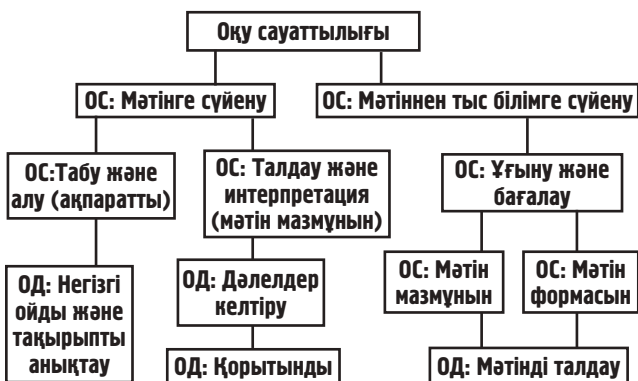 Оқу сауаттылығы
ОС: Мәтінге сүйену
ОС: Мәтіннен тыс білімге сүйену
ОС:Табу және
алу (ақпаратты)
ОС: Талдау және
интерпретация
(мәтін мазмұнын)
ОС: Ұғыну және
бағалау
ОД: Негізгі
ойды және
тақырыпты
анықтау
ОД: Дәлелдер
келтіру
ОС: Мәтін
мазмұнын
ОС: Мәтін
формасын
ОД: Қорытынды
ОД: Мәтінді талдау